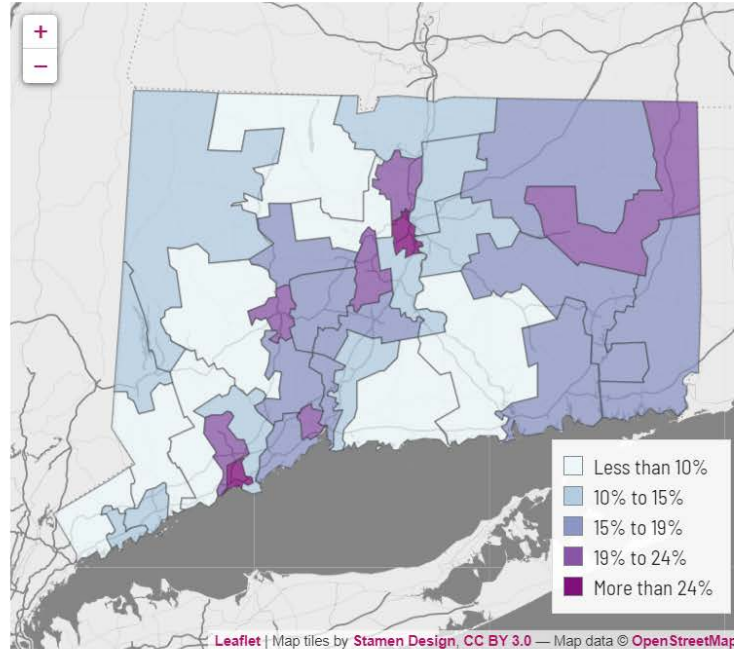 +
−
Less than 10%
10% to 15%
15% to 19%
19% to 24%
More than 24%
Leaflet | Map tiles by Stamen Design, CC BY 3.0 — Map data © OpenStreetMap